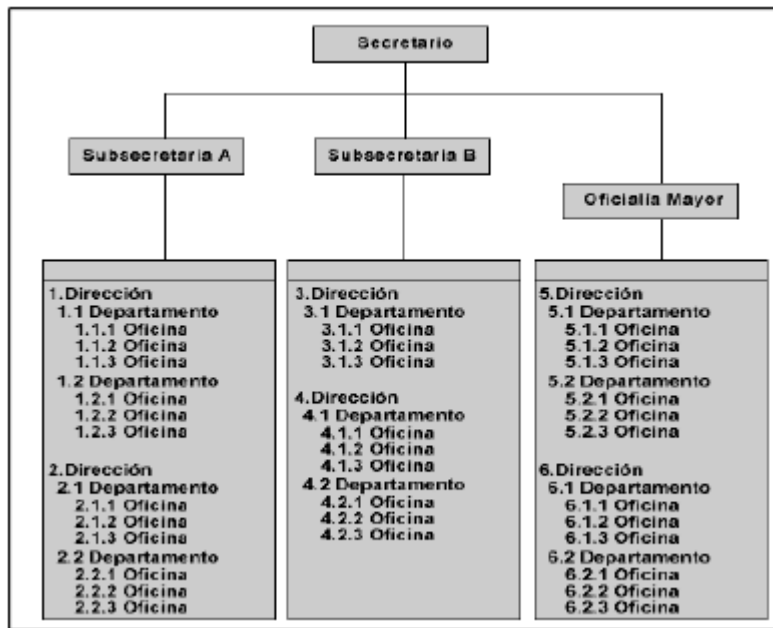 Secretario
Subsecretaria A
Subsecretaria B
Oficialia Mayor
1.Dirección
1.1 Departamento
1.1.1 Oficina
1.1.2 Oficina
1.1.3 Oficina
1.2 Departamento
1.2.1 Oficina
1.2.2 Oficina
1.2.3 Oficina
2.Dirección
2.1 Departamento
2.1.1 Oficina
2.1.2 Oficina
2.1.3 Oficina
2.2 Departamento
2.2.1 Oficina
2.2.2 Oficina
2.2.3 Oficina
3.Dirección
3.1 Departamento
3.1.1 Oficina
3.1.2 Oficina
3.1.3 Oficina
4.Dirección
4.1 Departamento
4.1.1 Oficina
4.1.2 Oficina
4.1.3 Oficina
4.2 Departamento
4.2.1 Oficina
4.2.2 Oficina
4.2.3 Oficina
5.Dirección
5.1 Departamento
5.1.1 Oficina
5.1.2 Oficina
5.1.3 Oficina
5.2 Departamento
5.2.1 Oficina
5.2.2 Oficina
5.2.3 Oficina
6.Dirección
6.1 Departamento
6.1.1 Oficina
6.1.2 Oficina
6.1.3 Oficina
6.2 Departamento
6.2.1 Oficina
6.2.2 Oficina
6.2.3 Oficina